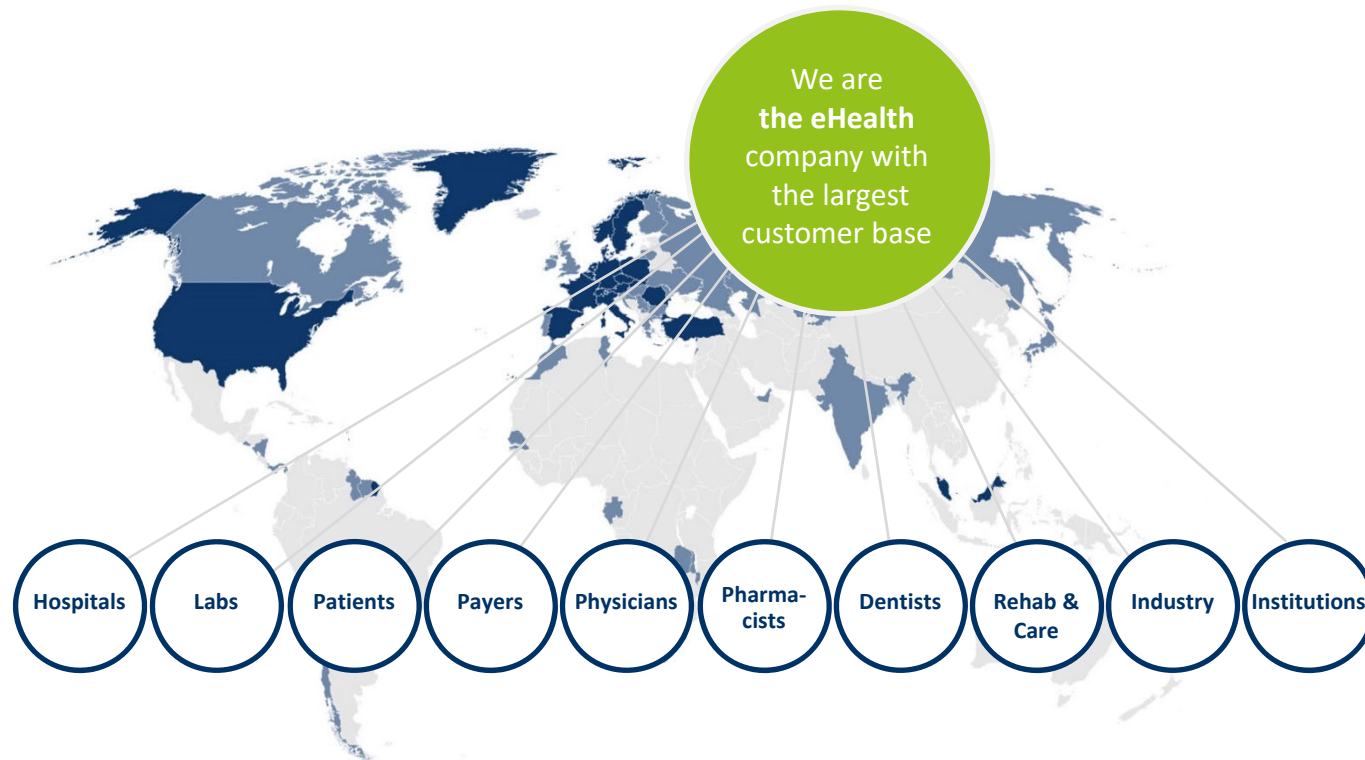 We are
the eHealth
company with
the largest
customer base
Hospitals
Labs
Patients
Payers
Physicians
Pharma-
cists
Dentists
Rehab &
Care
Industry
Institutions